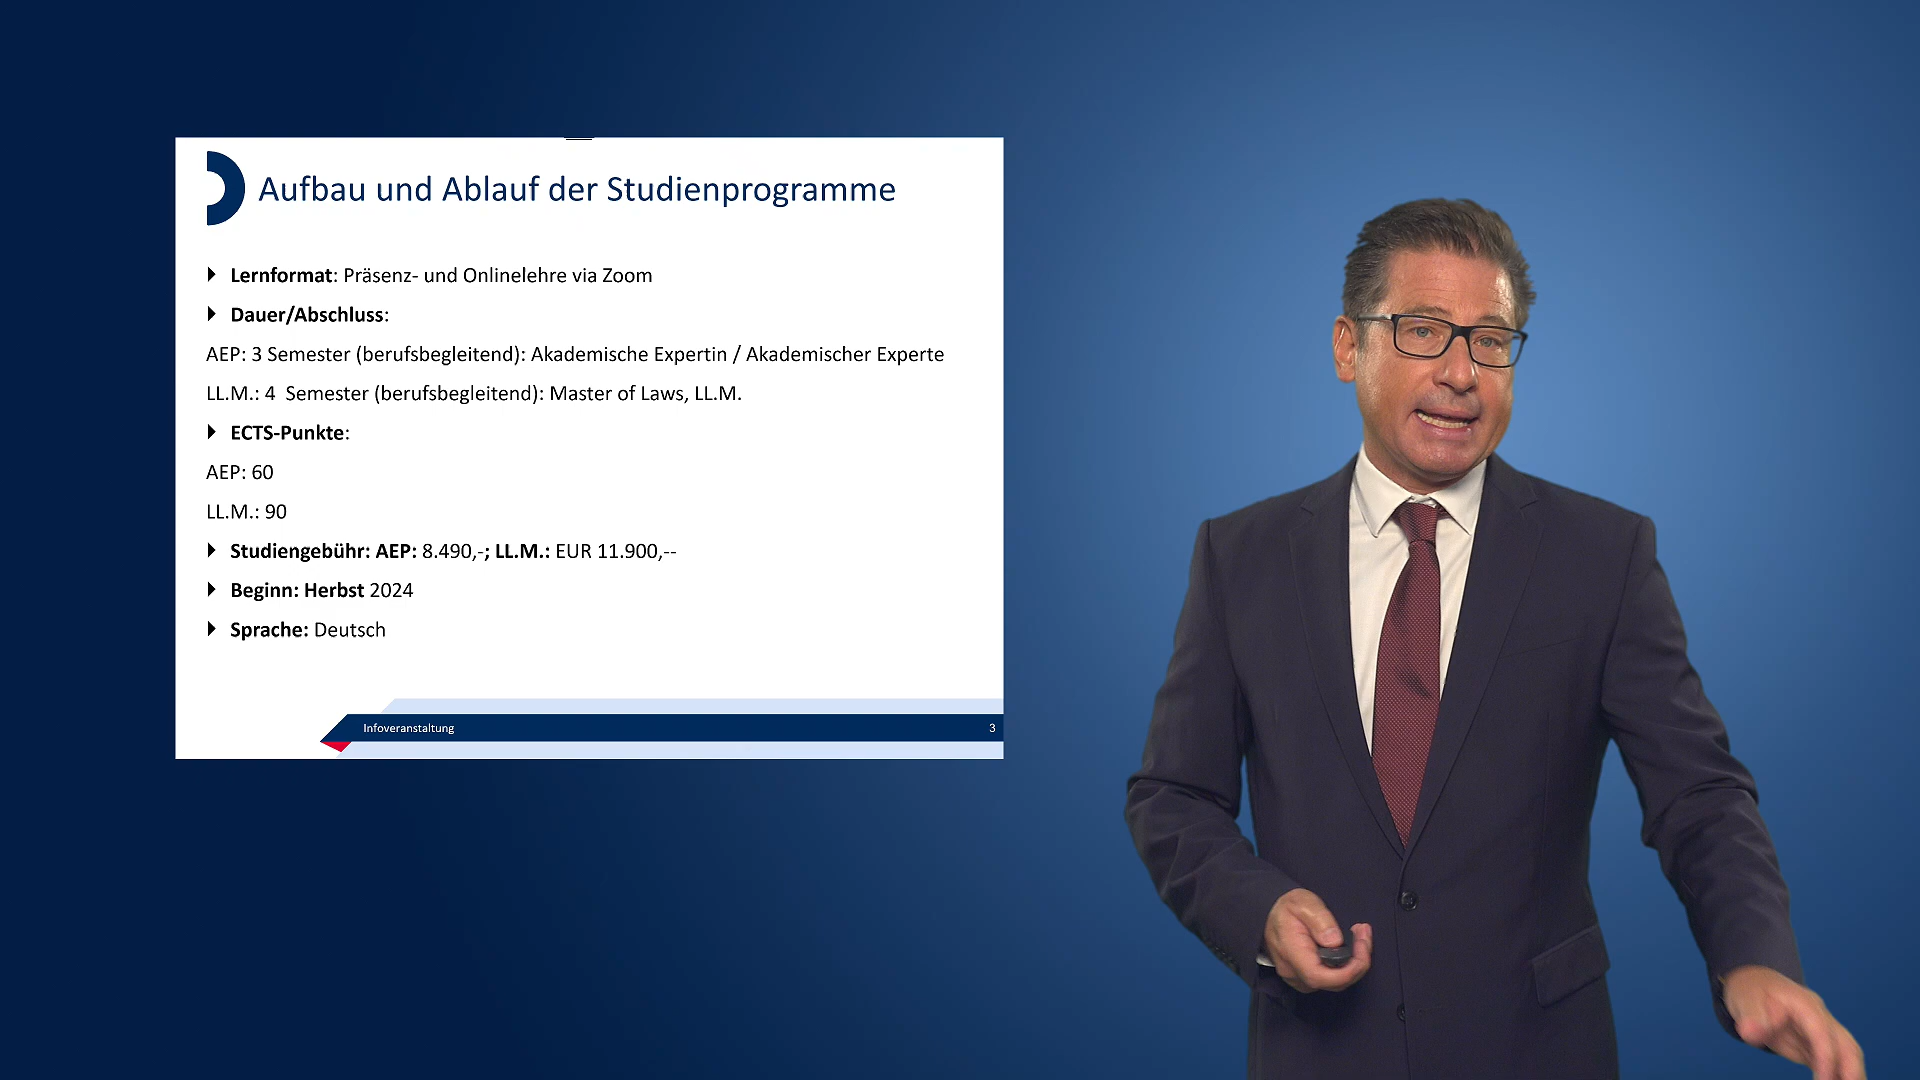 Aufbau und Ablauf der Studienprogramme
Lernformat: Präsenz- und Onlinelehre via Zoom
Dauer/Abschluss:
AEP: 3 Semester (berufsbegleitend): Akademische Expertin / Akademischer Experte
LL.M.: 4  Semester (berufsbegleitend): Master of Laws, LL.M.
ECTS-Punkte:
AEP: 60
LL.M.: 90
Studiengebühr: AEP: 8.490,-; LL.M.: EUR 11.900,--
Beginn: Herbst 2024
Sprache: Deutsch
Infoveranstaltung
3